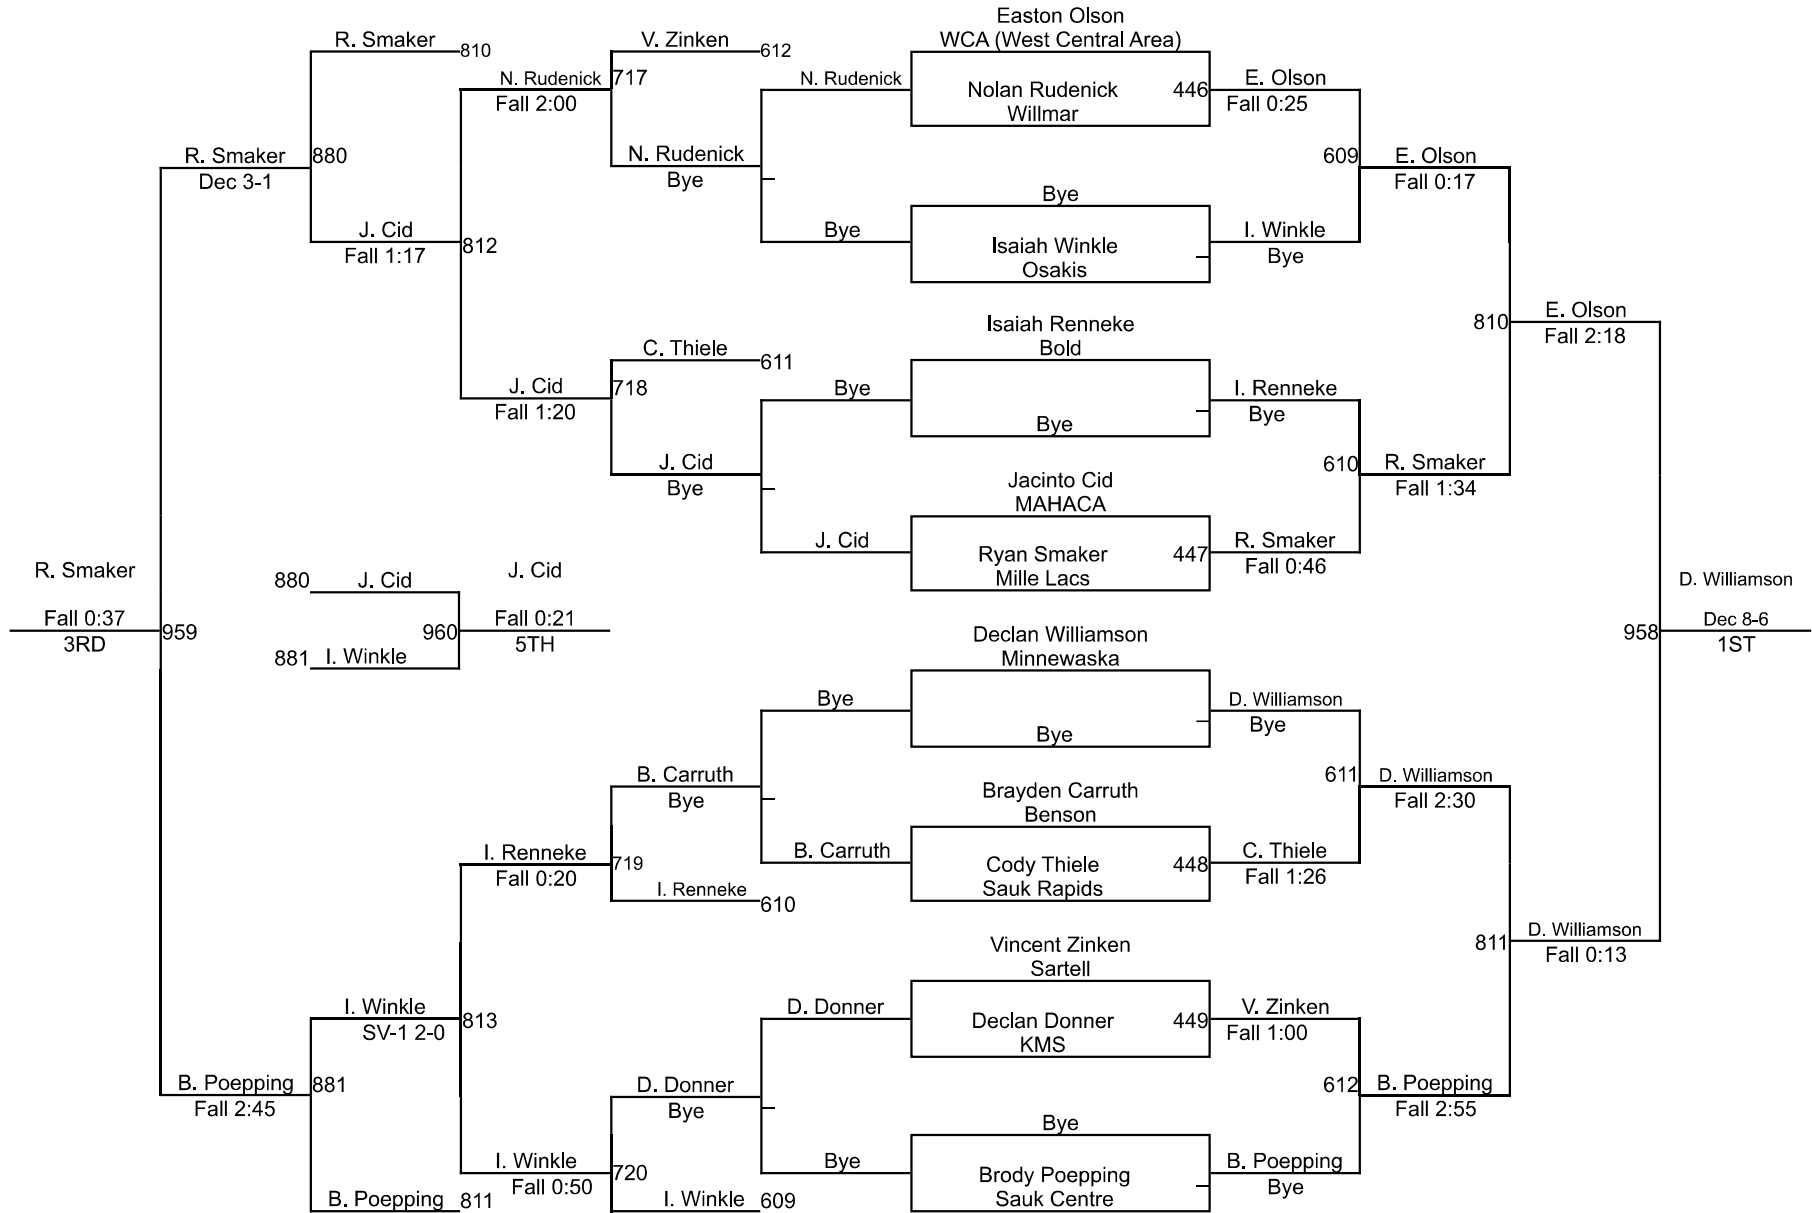 Easton Olson
R. Smaker
810
V. Zinken
612
WCA (West Central Area)
N. Rudenick
717
N. Rudenick
Nolan Rudenick
446
E. Olson
Fall 2:00
Willmar
Fall 0:25
R. Smaker
880
N. Rudenick
609
E. Olson
Dec 3-1
Bye
Fall 0:17
Bye
J. Cid
812
Bye
Isaiah Winkle
I. Winkle
Fall 1:17
Osakis
Bye
E. Olson
810
Isaiah Renneke
Fall 2:18
C. Thiele
611
Bold
J. Cid
718
Bye
I. Renneke
Fall 1:20
Bye
Bye
J. Cid
610
R. Smaker
Bye
Jacinto Cid
Fall 1:34
MAHACA
J. Cid
Ryan Smaker
447
R. Smaker
R. Smaker
880
J. Cid
J. Cid
Mille Lacs
Fall 0:46
D. Williamson
Fall 0:37
959
960
Fall 0:21
Declan Williamson
958
Dec 8-6
3RD
881
I. Winkle
5TH
Minnewaska
1ST
Bye
D. Williamson
Bye
Bye
B. Carruth
Brayden Carruth
611
D. Williamson
Bye
Benson
Fall 2:30
I. Renneke
719
B. Carruth
Cody Thiele
448
C. Thiele
Fall 0:20
I. Renneke
610
Sauk Rapids
Fall 1:26
Vincent Zinken
811
D. Williamson
Sartell
Fall 0:13
I. Winkle
813
D. Donner
Declan Donner
449
V. Zinken
SV-1 2-0
KMS
Fall 1:00
B. Poepping
881
D. Donner
612
B. Poepping
Fall 2:45
Bye
Fall 2:55
Bye
I. Winkle
720
Bye
Brody Poepping
B. Poepping
Fall 0:50
Sauk Centre
Bye
B. Poepping
811
I. Winkle
609